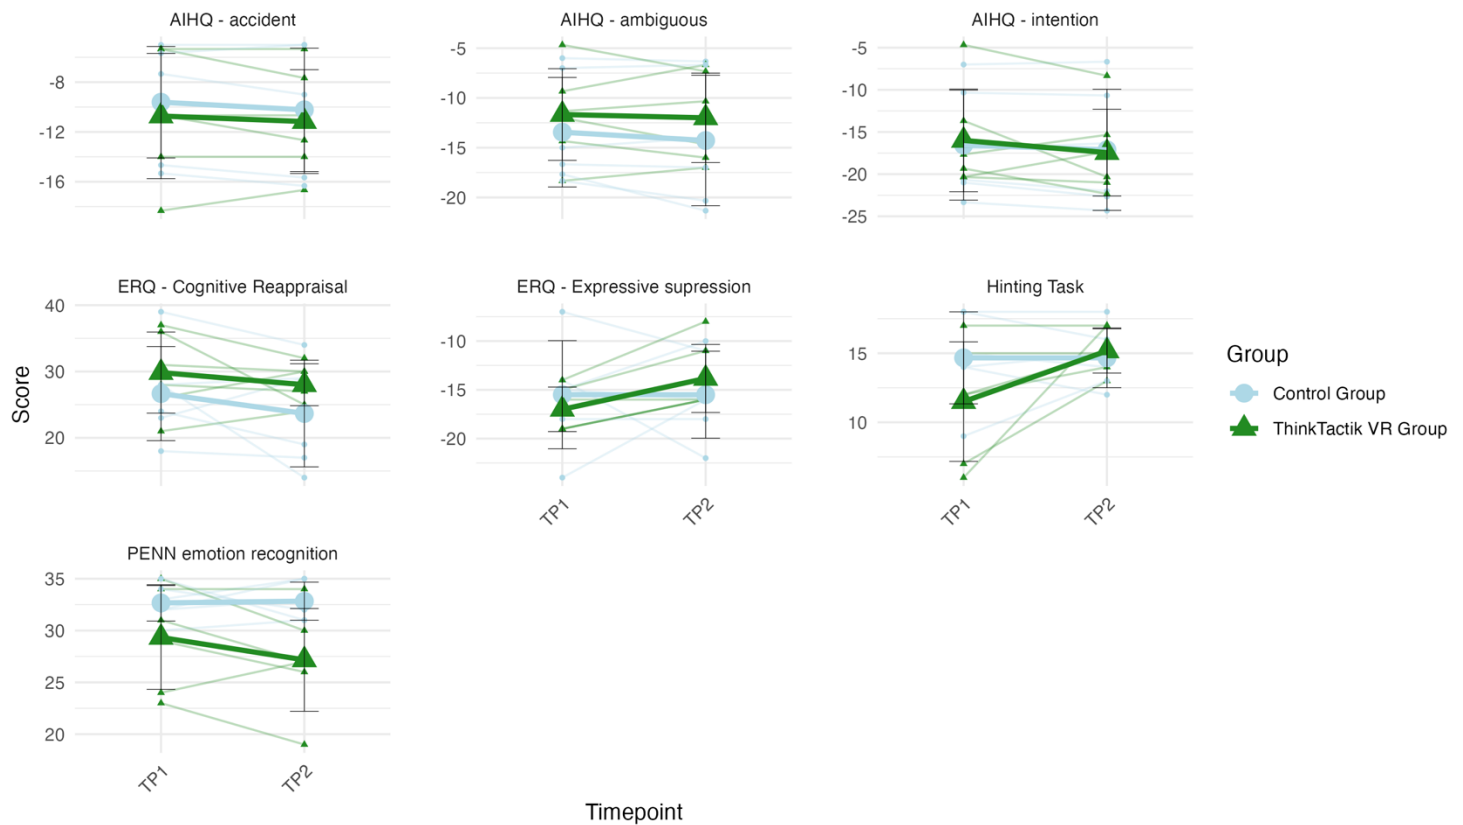 AIHQ - accident
AIHQ - ambiguous
AIHQ - intention
-8
-12
-16
-5
-10
-15
-20
-5
-10
-15
-20
-25
ERQ - Cognitive Reappraisal
ERQ - Expressive supression
Hinting Task
40
30
20
-10
-15
-20
15
10
TP1
TP2
TP1
TP2
PENN emotion recognition
35
30
25
20
TP1
TP2
Score
Timepoint
Group
Control Group
ThinkTactik VR Group